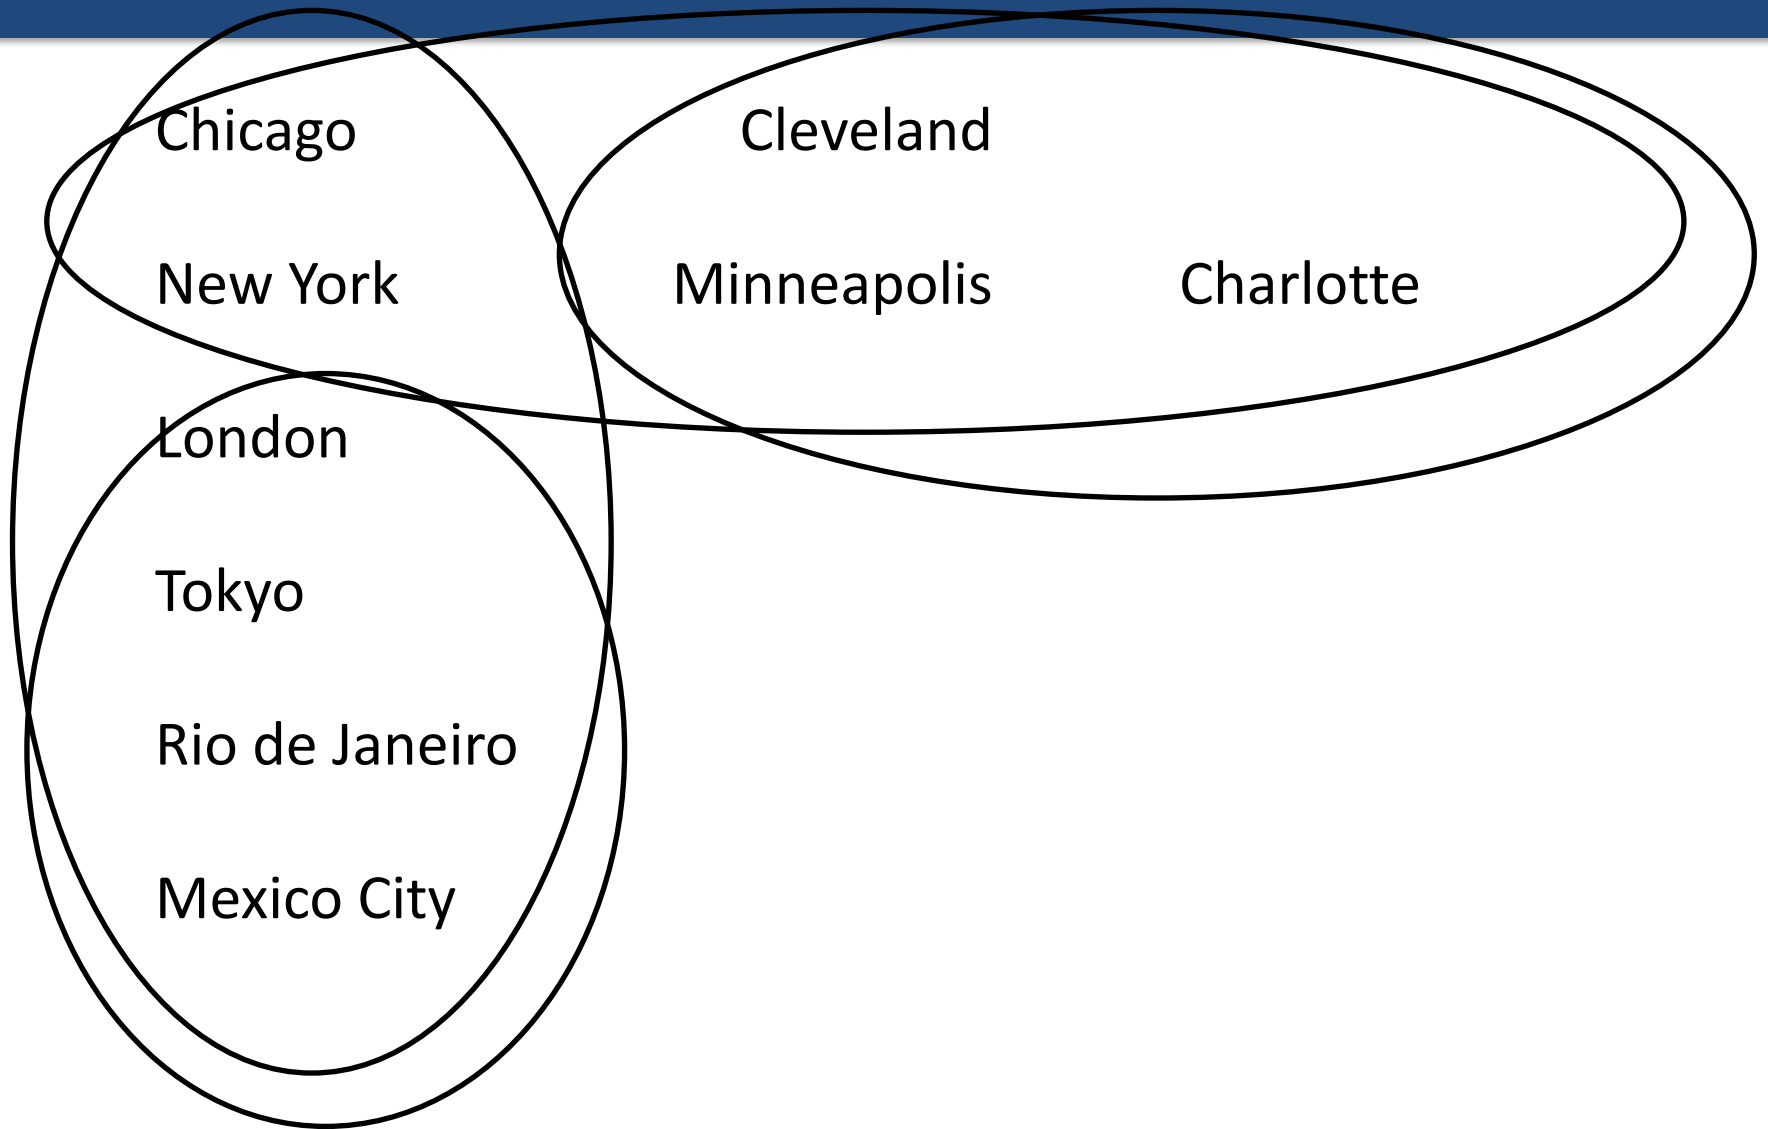 Chicago Cleveland
New York Minneapolis Charlotte
London
Tokyo
Rio de Janeiro
Mexico City